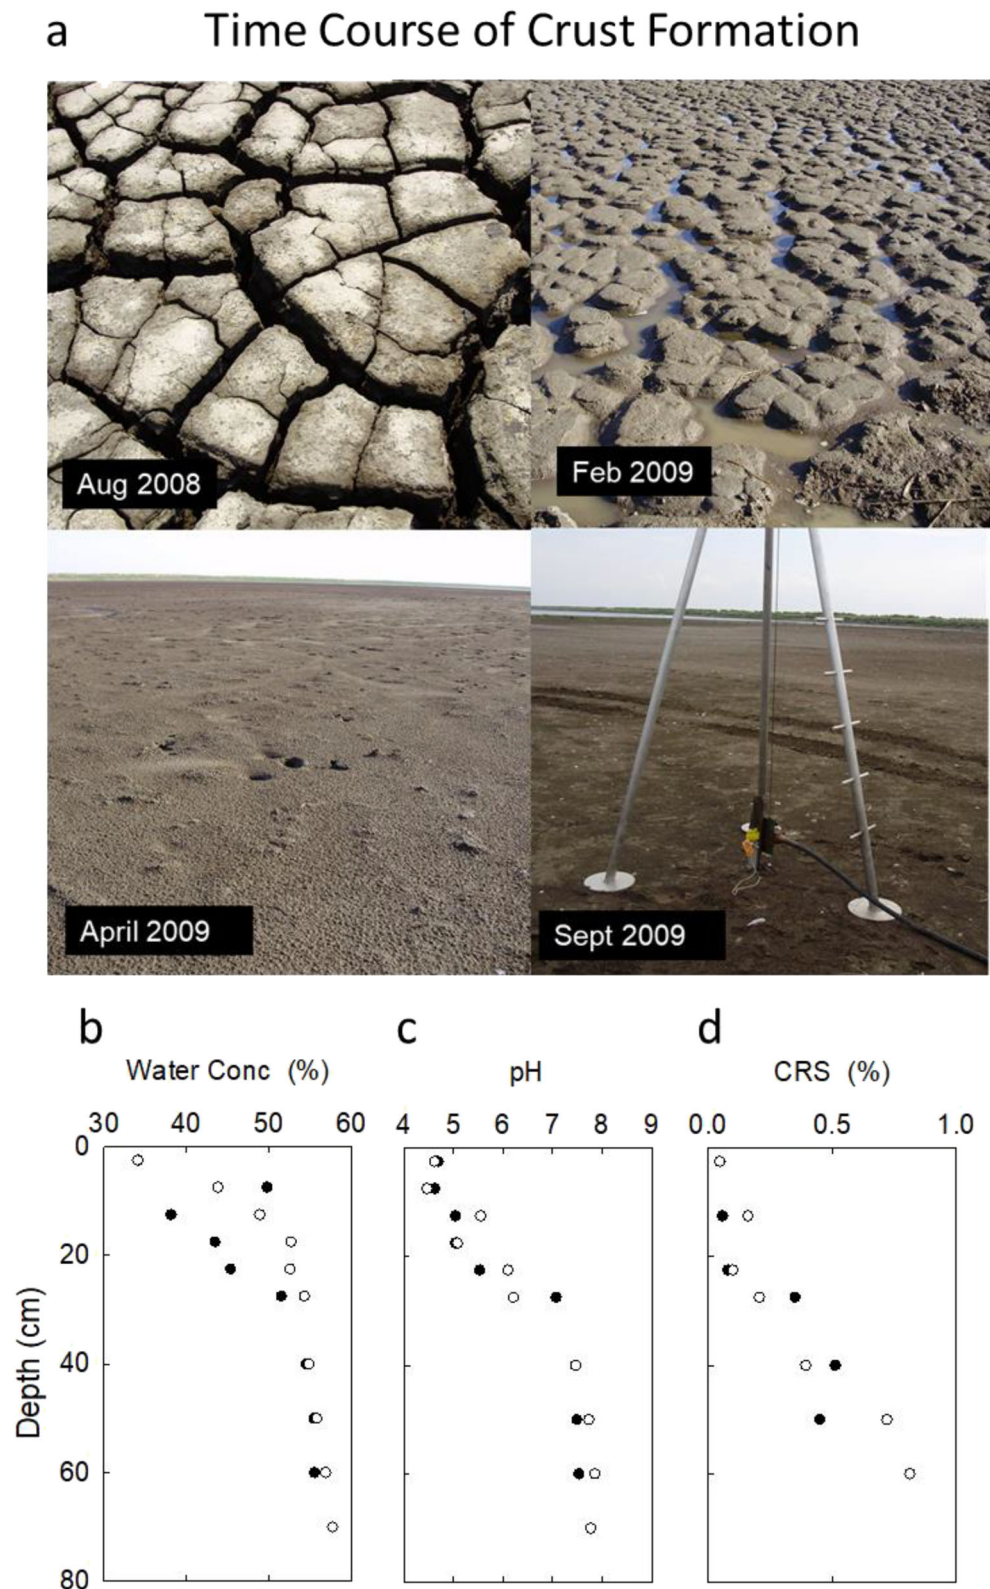 a Time Course of Crust Formation
Aug 2008
Feb 2009
April 2009
Sept 2009
b c d
Water Conc (%) pH CRS (%)
30 40 50 60 4 5 6 7 8 9 0.0 0.5 1.0
0
20
40
60
80
Depth (cm)